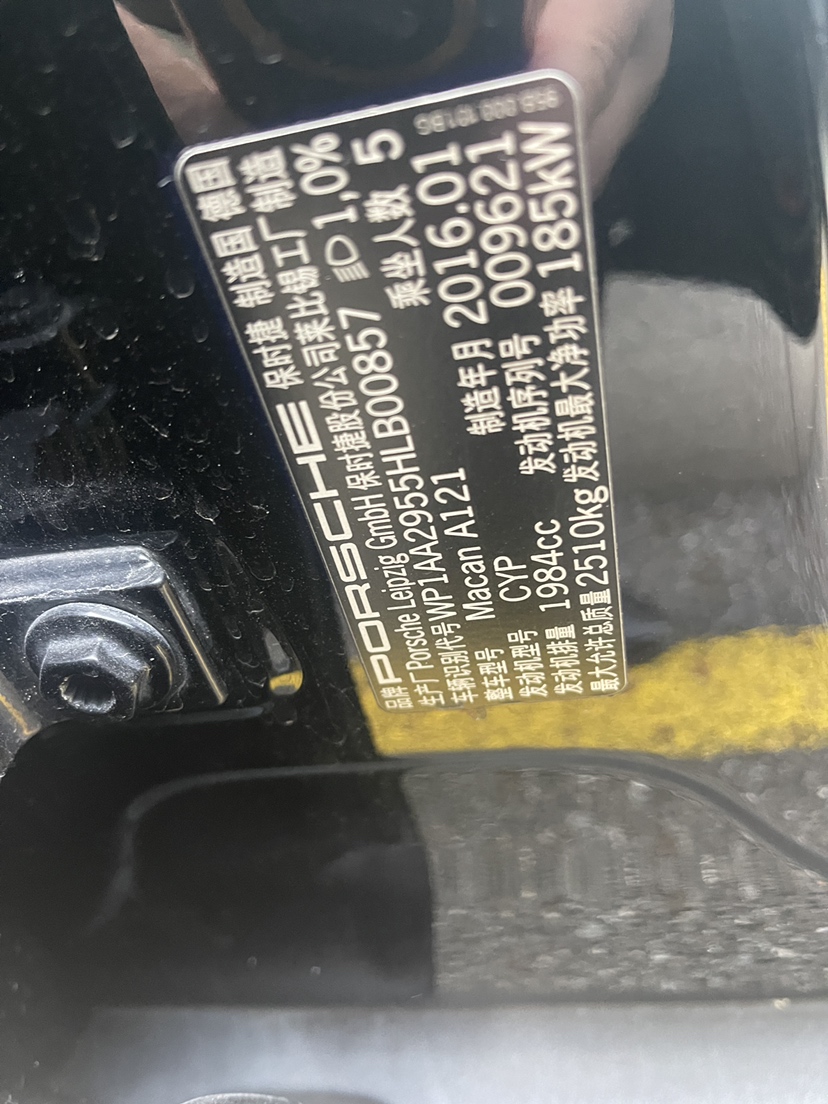 95B.000.101.BG
品牌 PORSCHE 保时捷 制造国 德国
生产厂 Porsche Leipzig GmbH 保时捷股份公司莱比锡工厂 制造
车辆识别代号 WP1AA2955HLB00857 1,0%
整车型号 Macan A121 乘坐人数 5
发动机型号 CYP 制造年月 2016.01
发动机排量 1984cc 发动机序列号 009621
最大允许总质量 2510kg 发动机最大净功率 185kW